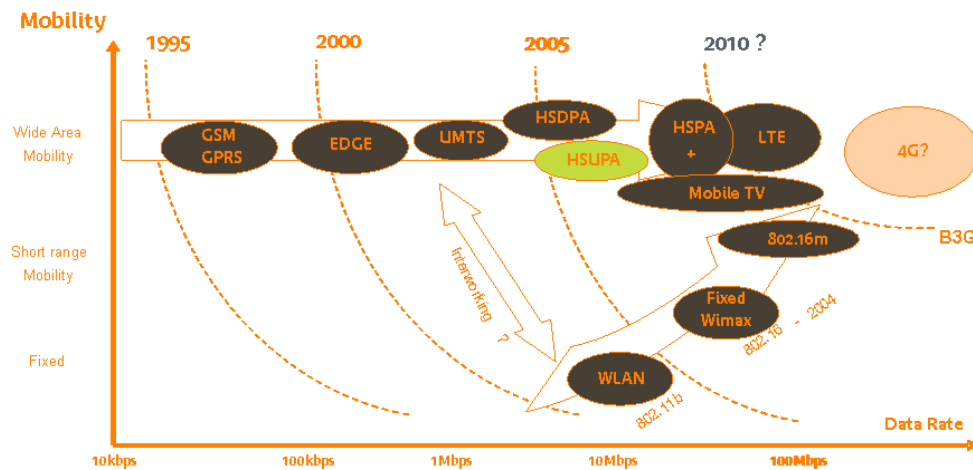 Mobility
1995
2000
2005
2010 ?
Wide Area
Mobility
GSM
GPRS
EDGE
UMTS
HSDPA
HSUPA
HSPA
+
LTE
4G?
Mobile TV
B3G
Short range
Mobility
802.16m
Interworking ?
Fixed
Wimax
802.16 - 2004
Fixed
WLAN
802.11b
Data Rate
10kbps
100kbps
1Mbps
10Mbps
100Mbps